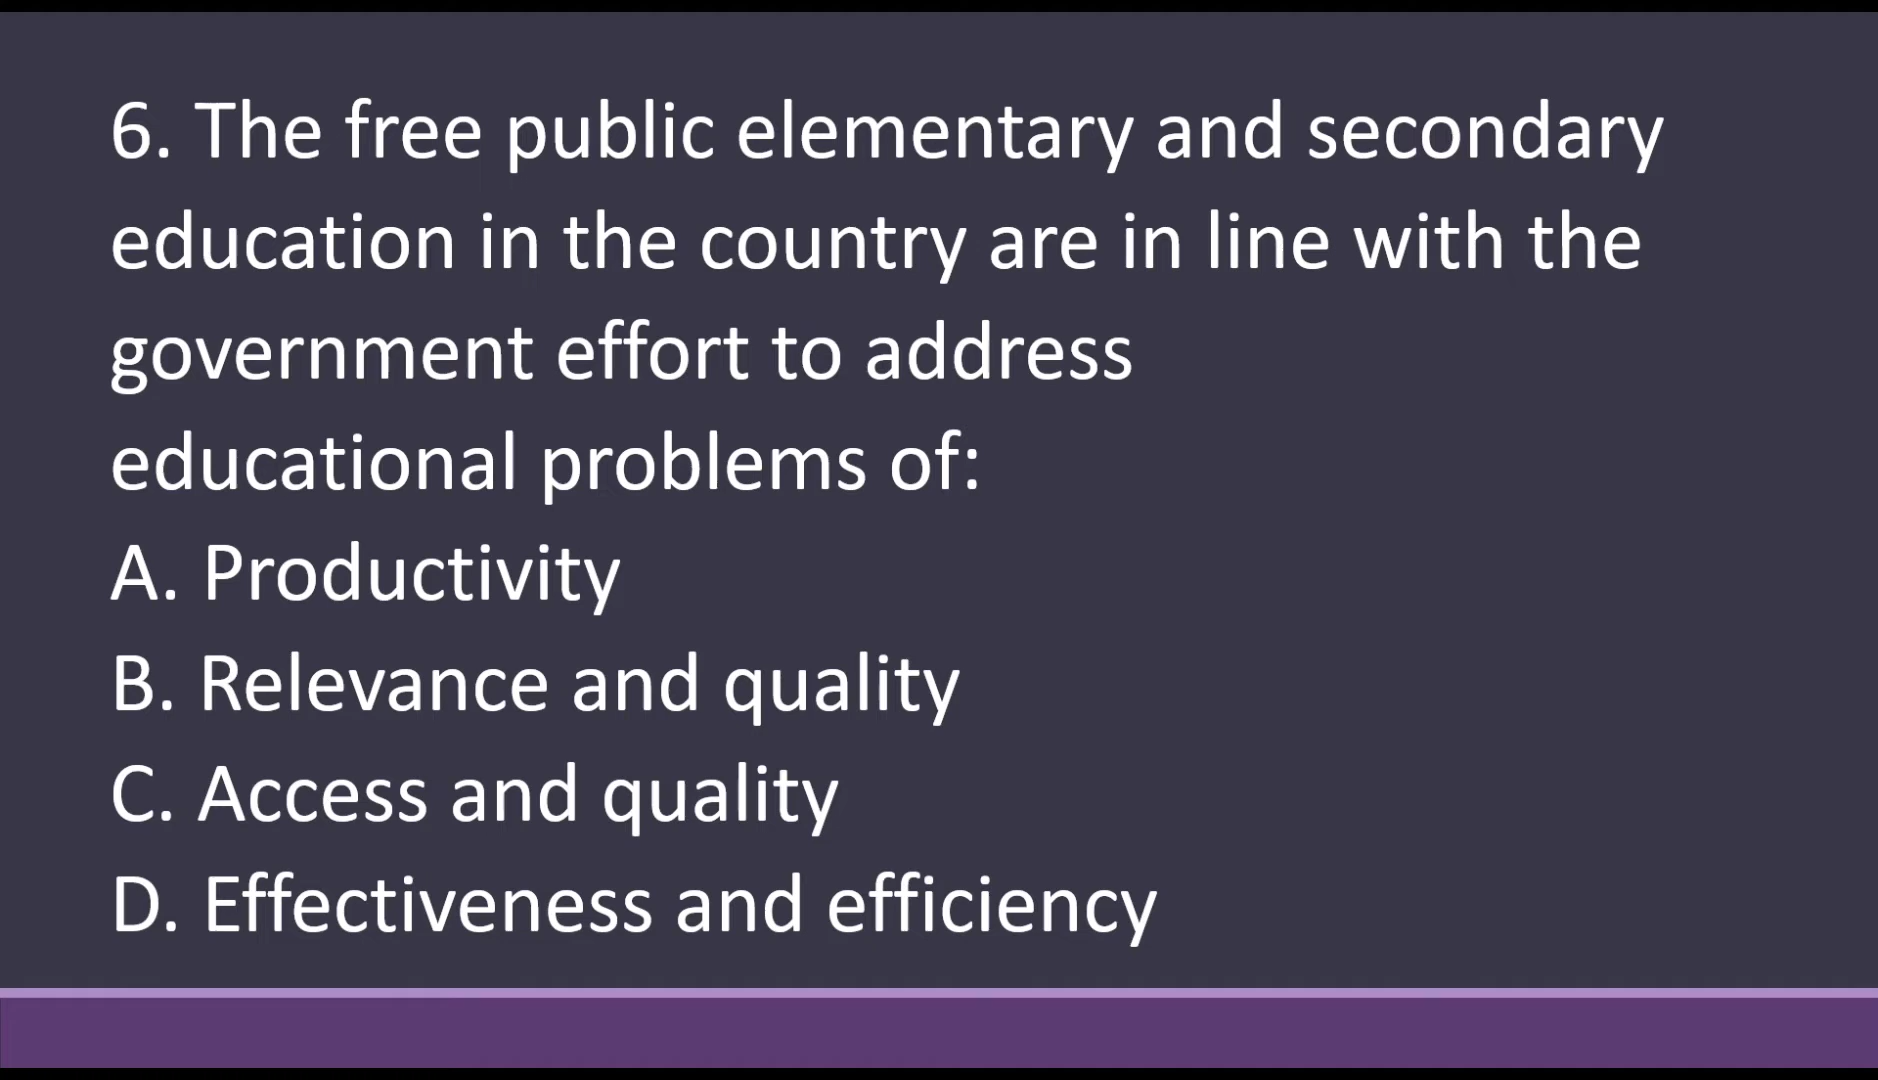 6. The free public elementary and secondary
education in the country are in line with the
government effort to address
educational problems of:
A. Productivity
B. Relevance and quality
C. Access and quality
D. Effectiveness and efficiency